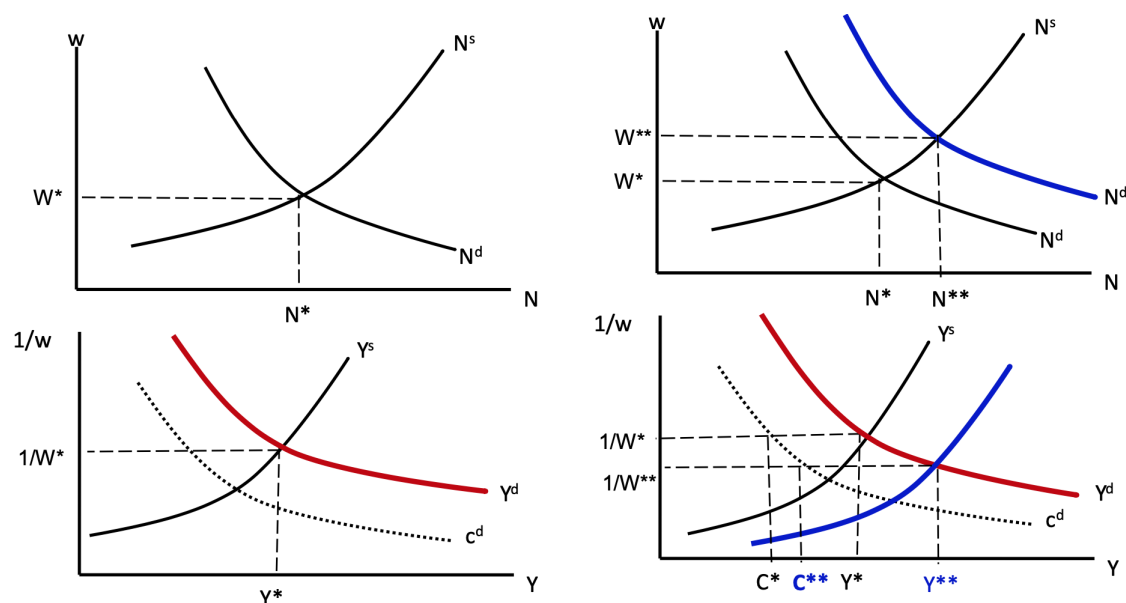 w
Nˢ
W*
Nᵈ
N
N*
1/w
Yˢ
1/W*
Yᵈ
cᵈ
Y
Y*
w
Nˢ
W**
W*
Nᵈ
Nᵈ
N
N*
N**
1/w
Yˢ
1/W*
1/W**
Yᵈ
cᵈ
Y
C*
C**
Y*
Y**